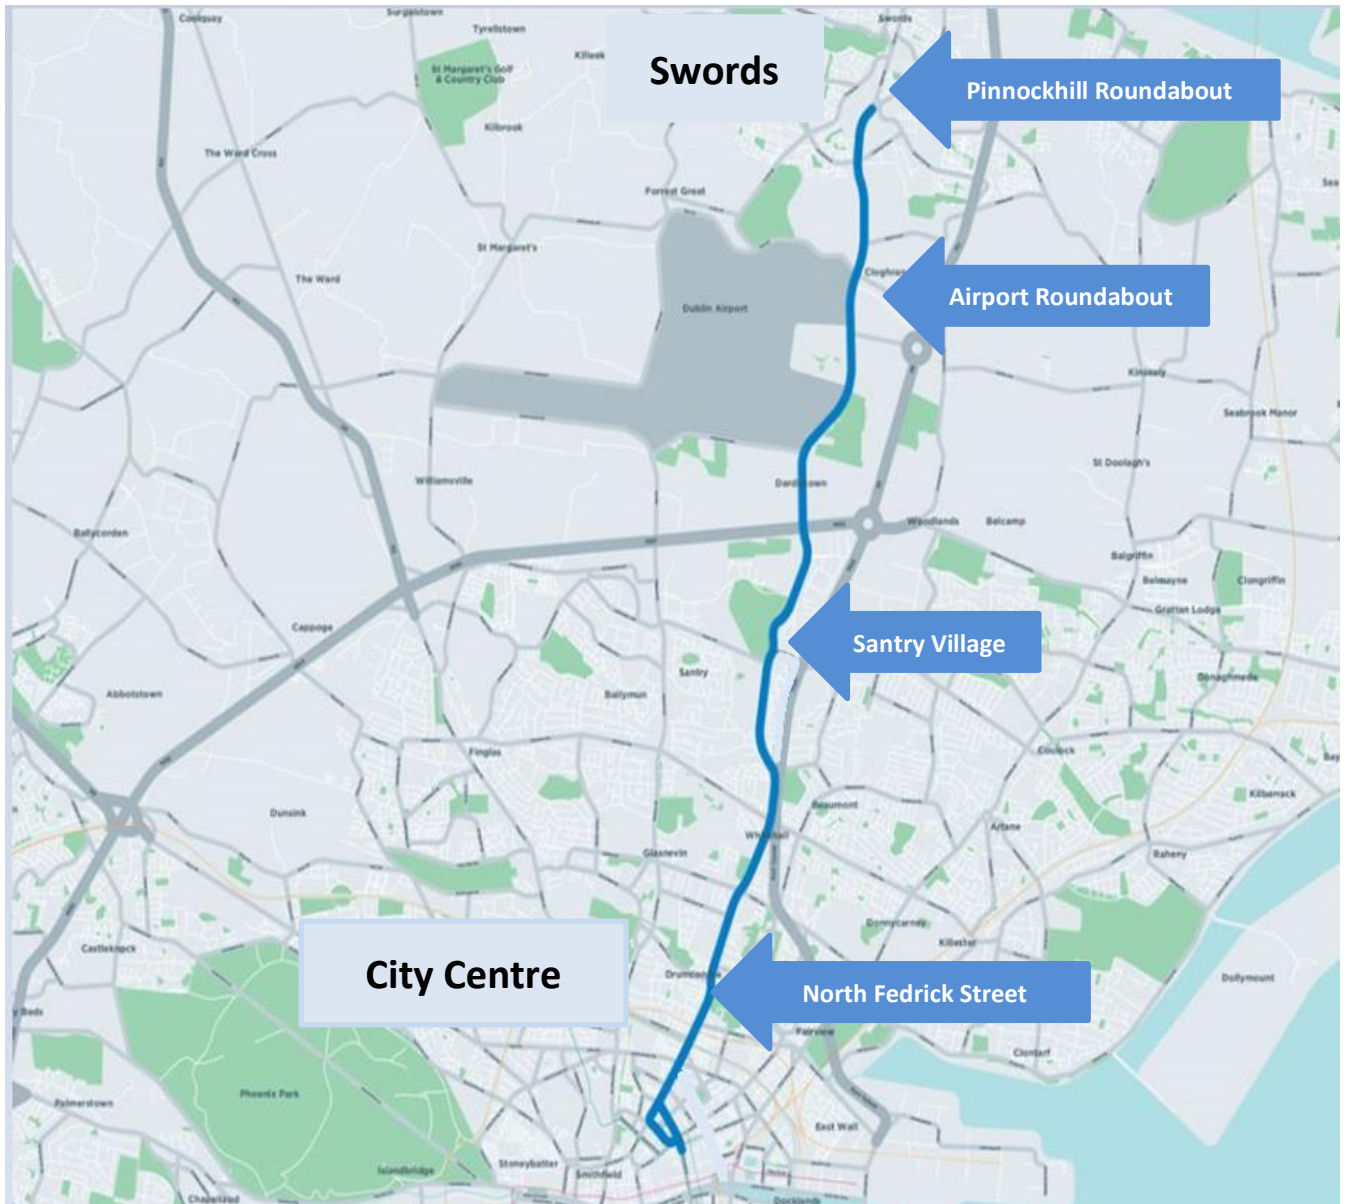 Coolquay
Surgalstown
Tyrellstown
Swords
Killeek
Swords
St Margaret's Golf
& Country Club
Pinnockhill Roundabout
Kilbrook
The Ward Cross
Forrest Great
St Margaret's
The Ward
Cloghran
Airport Roundabout
Dublin Airport
Kinsealy
Seabrook Manor
St Doolagh's
Williamsville
Dardistown
Ballycorden
Woodlands
Belcamp
Balgriffin
Belmayne
Clongriffin
Grattan Lodge
Cappoge
Santry Village
Santry
Donaghmede
Abbotstown
Ballymun
Finglas
Coolock
Kilbarrack
Beaumont
Dunsink
Artane
Whitehall
Glasnevin
Raheny
Donnycarney
Killester
Castleknock
City Centre
Drumcondra
Dollymount
North Fedrick Street
Fairview
Clontarf
Phoenix Park
Palmerstown
East Wall
Stoneybatter
Islandbridge
Smithfield
Chapelizod
Docklands